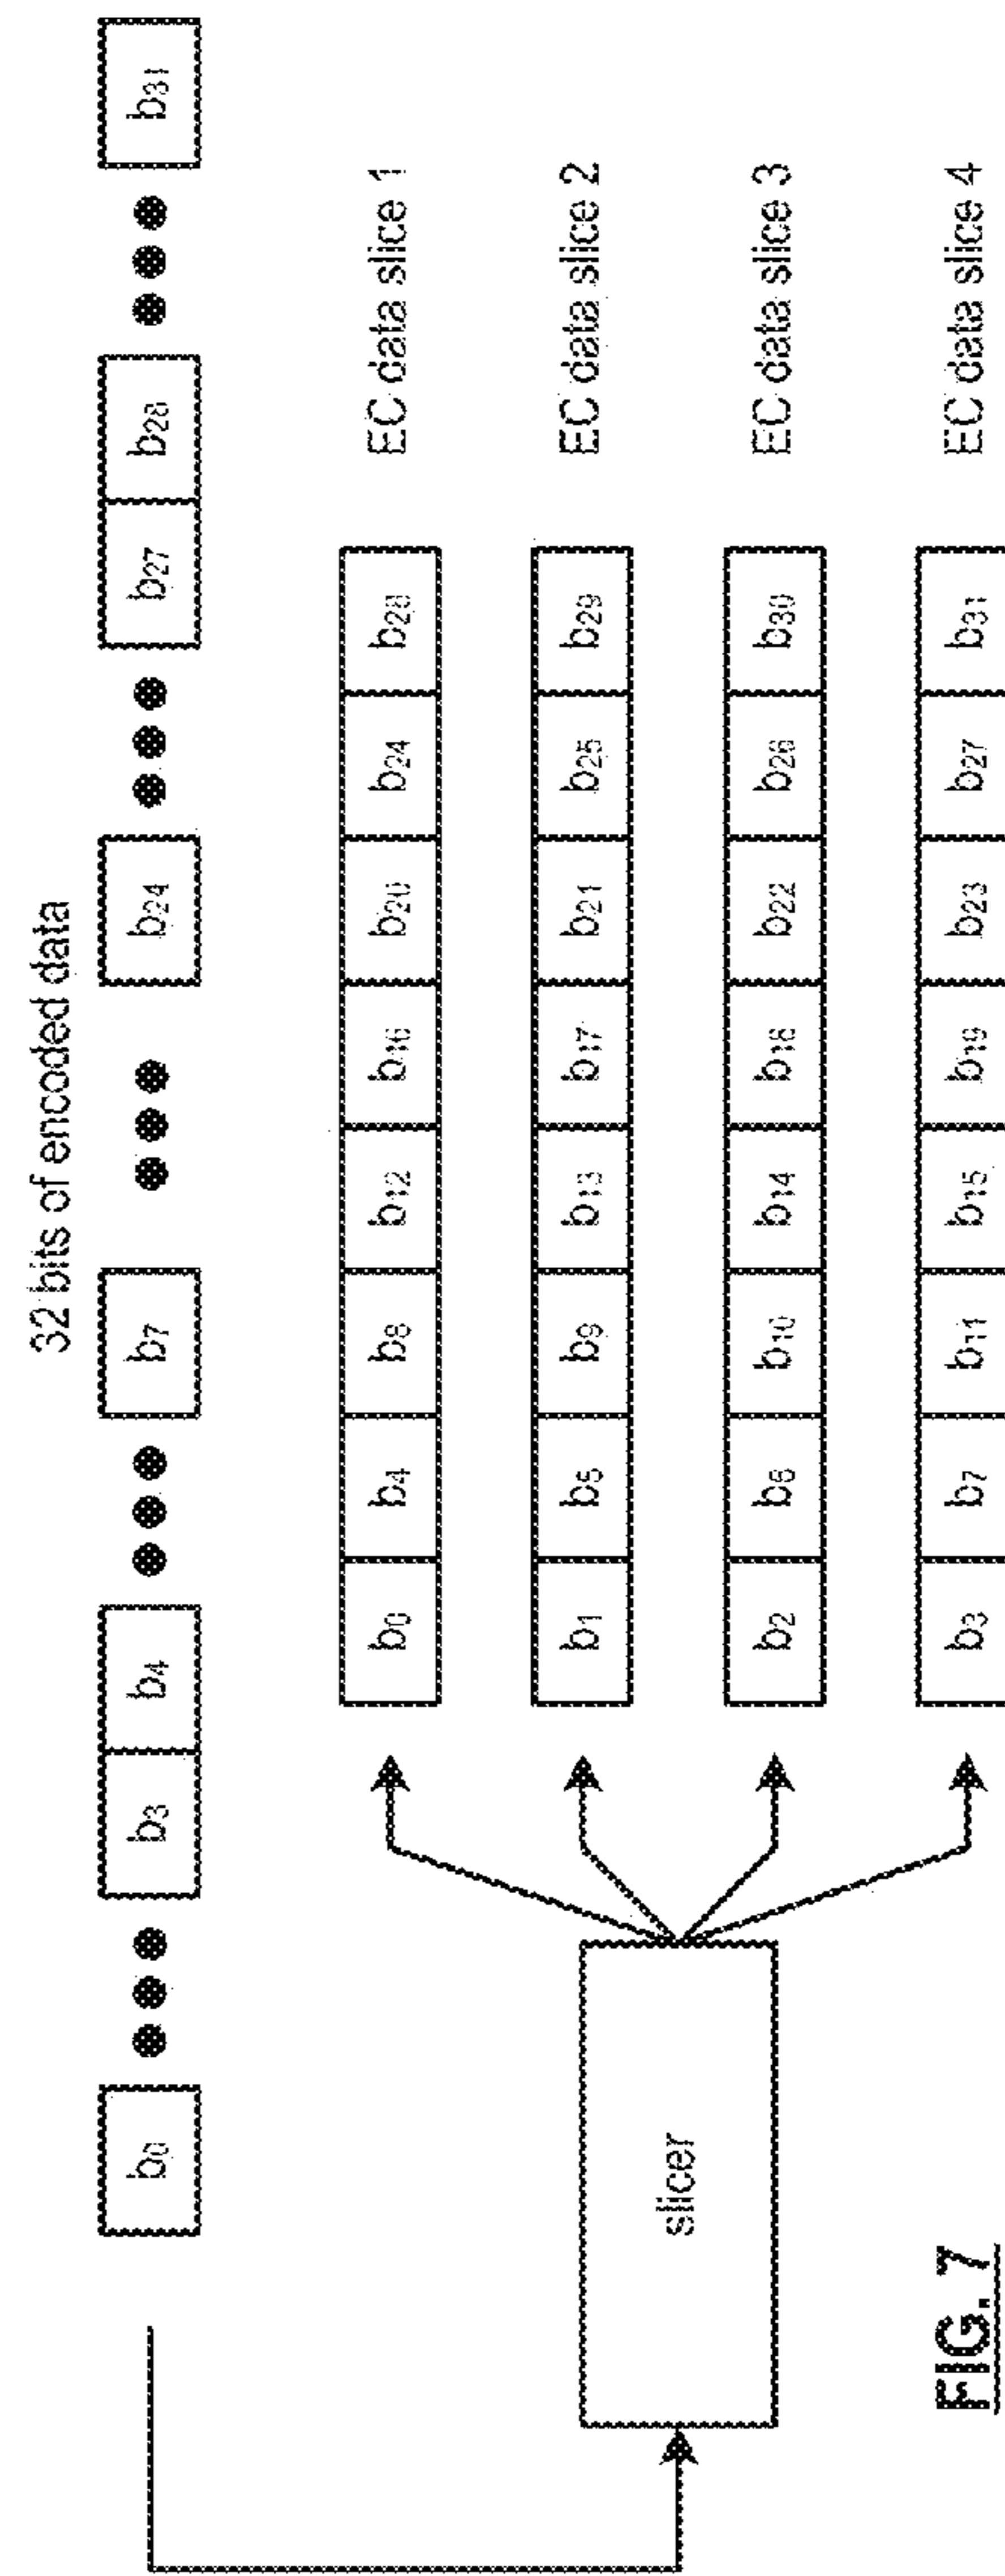 32 bits of encoded data
b0 ••• b3 b4 ••• b7 ••• b24 ••• b27 b28 ••• b31
slicer
b0 b4 b8 b12 b16 b20 b24 b28 EC data slice 1
b1 b5 b9 b13 b17 b21 b25 b29 EC data slice 2
b2 b6 b10 b14 b18 b22 b26 b30 EC data slice 3
b3 b7 b11 b15 b19 b23 b27 b31 EC data slice 4
FIG. 7